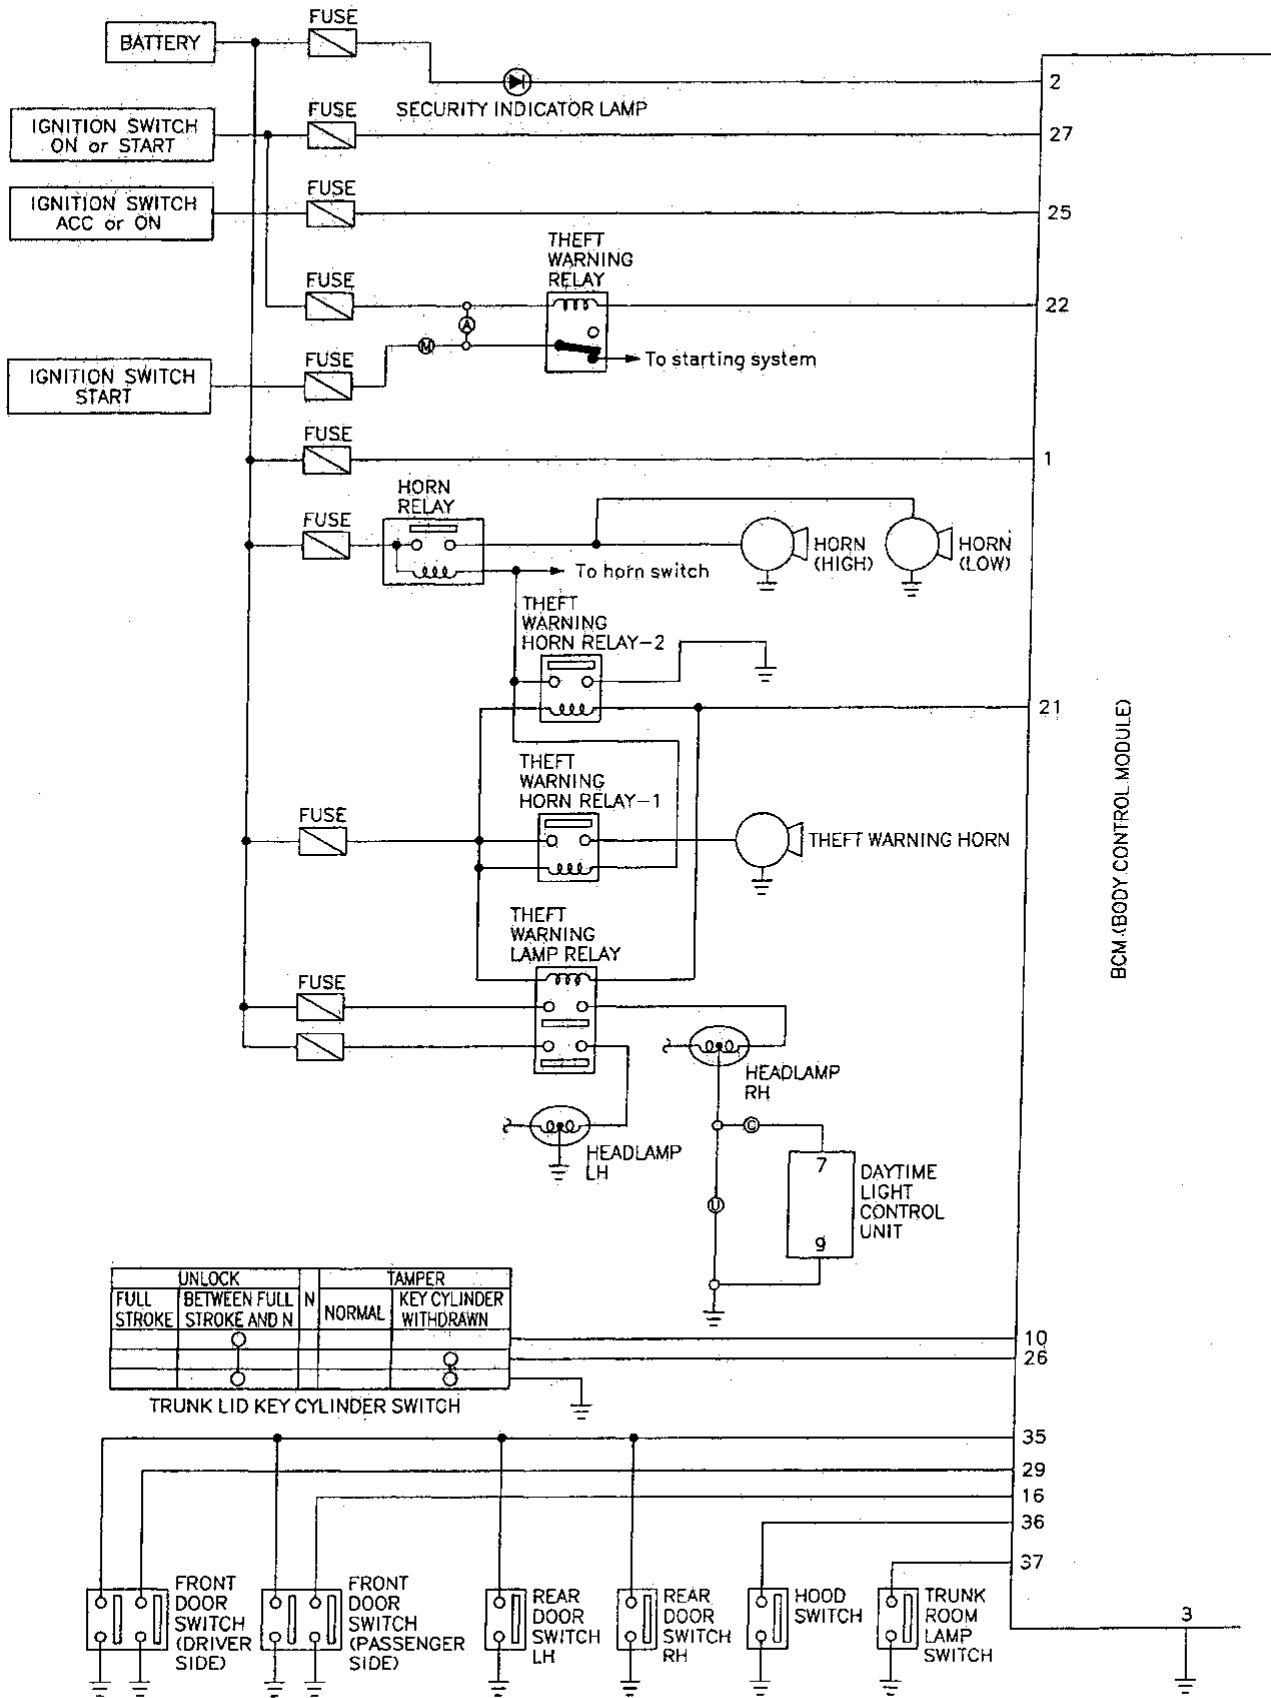 FUSE
BATTERY
2
SECURITY INDICATOR LAMP
FUSE
IGNITION SWITCH
ON or START
27
FUSE
IGNITION SWITCH
ACC or ON
25
THEFT
WARNING
RELAY
FUSE
22
A
M
To starting system
FUSE
IGNITION SWITCH
START
FUSE
1
HORN
RELAY
FUSE
HORN
(HIGH)
HORN
(LOW)
To horn switch
THEFT
WARNING
HORN RELAY-2
21
BCM (BODY CONTROL MODULE)
THEFT
WARNING
HORN RELAY-1
FUSE
THEFT WARNING HORN
THEFT
WARNING
LAMP RELAY
FUSE
HEADLAMP
RH
HEADLAMP
LH
C
7
U
9
DAYTIME
LIGHT
CONTROL
UNIT
UNLOCK
TAMPER
FULL
STROKE
BETWEEN FULL
STROKE AND N
N
NORMAL
KEY CYLINDER
WITHDRAWN
10
26
TRUNK LID KEY CYLINDER SWITCH
35
29
16
36
37
FRONT
DOOR
SWITCH
(DRIVER
SIDE)
FRONT
DOOR
SWITCH
(PASSENGER
SIDE)
REAR
DOOR
SWITCH
LH
REAR
DOOR
SWITCH
RH
HOOD
SWITCH
TRUNK
ROOM
LAMP
SWITCH
3